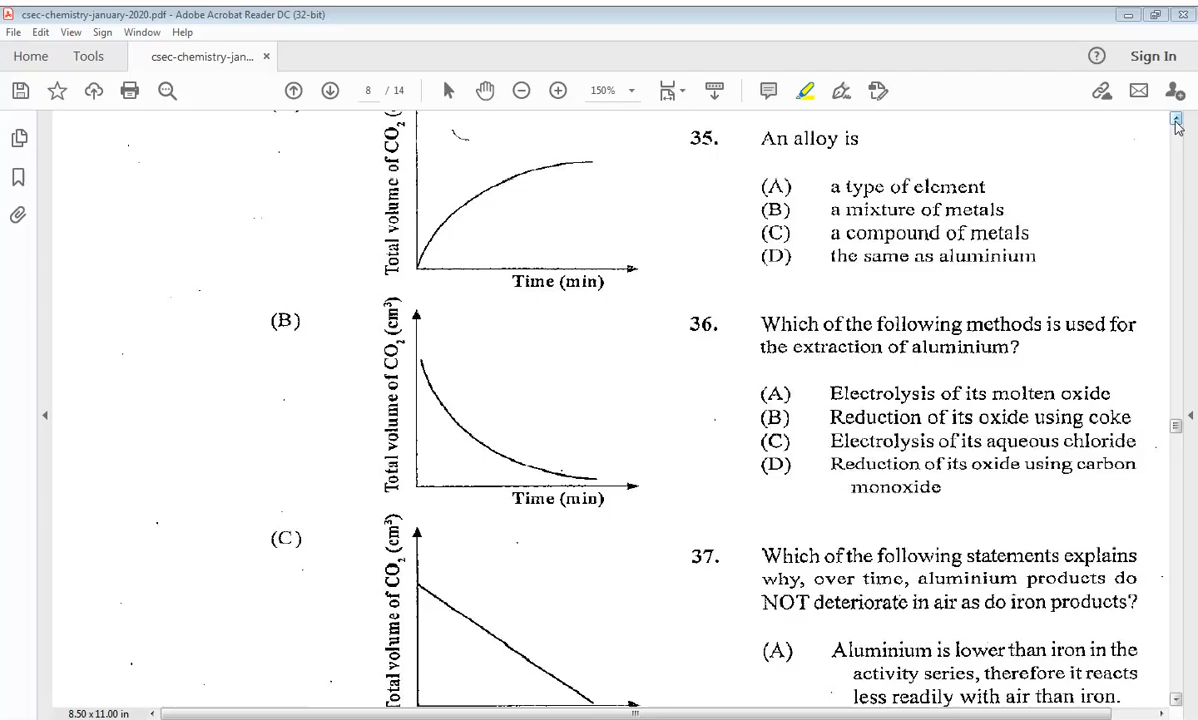 csec-chemistry-january-2020.pdf - Adobe Acrobat Reader DC (32-bit)
File Edit View Sign Window Help
Home Tools csec-chemistry-jan... × Sign In
8 / 14 150%
Total volume of CO₂
Time (min)
(B)
Total volume of CO₂ (cm³)
Time (min)
(C)
Total volume of CO₂ (cm³)
35. An alloy is
(A) a type of element
(B) a mixture of metals
(C) a compound of metals
(D) the same as aluminium
36. Which of the following methods is used for
the extraction of aluminium?
(A) Electrolysis of its molten oxide
(B) Reduction of its oxide using coke
(C) Electrolysis of its aqueous chloride
(D) Reduction of its oxide using carbon
monoxide
37. Which of the following statements explains
why, over time, aluminium products do
NOT deteriorate in air as do iron products?
(A) Aluminium is lower than iron in the
activity series, therefore it reacts
less readily with air than iron.
8.50 x 11.00 in